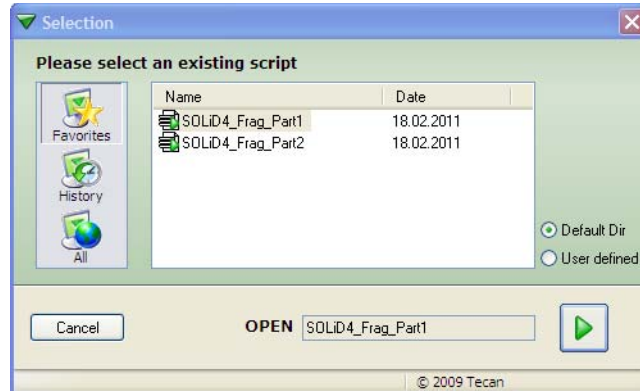 Selection
Please select an existing script
Name Date
Favorites
SOLiD4_Frag_Part1 18.02.2011
SOLiD4_Frag_Part2 18.02.2011
History
All
Default Dir
User defined
Cancel
OPEN SOLiD4_Frag_Part1
© 2009 Tecan